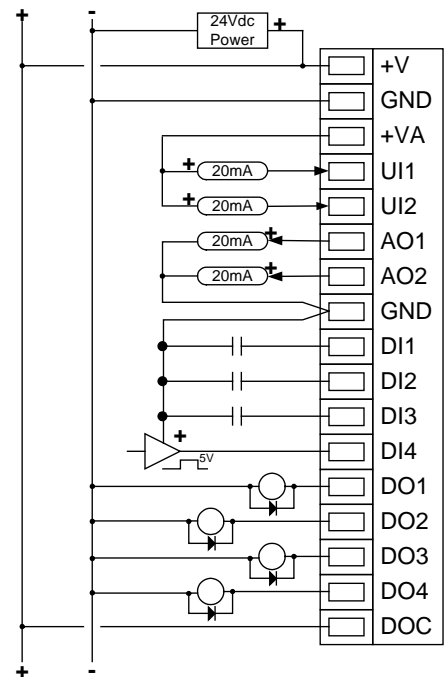 + -
24Vdc
Power
+
+V
GND
+VA
+ 20mA UI1
+ 20mA UI2
20mA + AO1
20mA + AO2
GND
DI1
DI2
DI3
+
5V
DI4
DO1
DO2
DO3
DO4
DOC
+ -